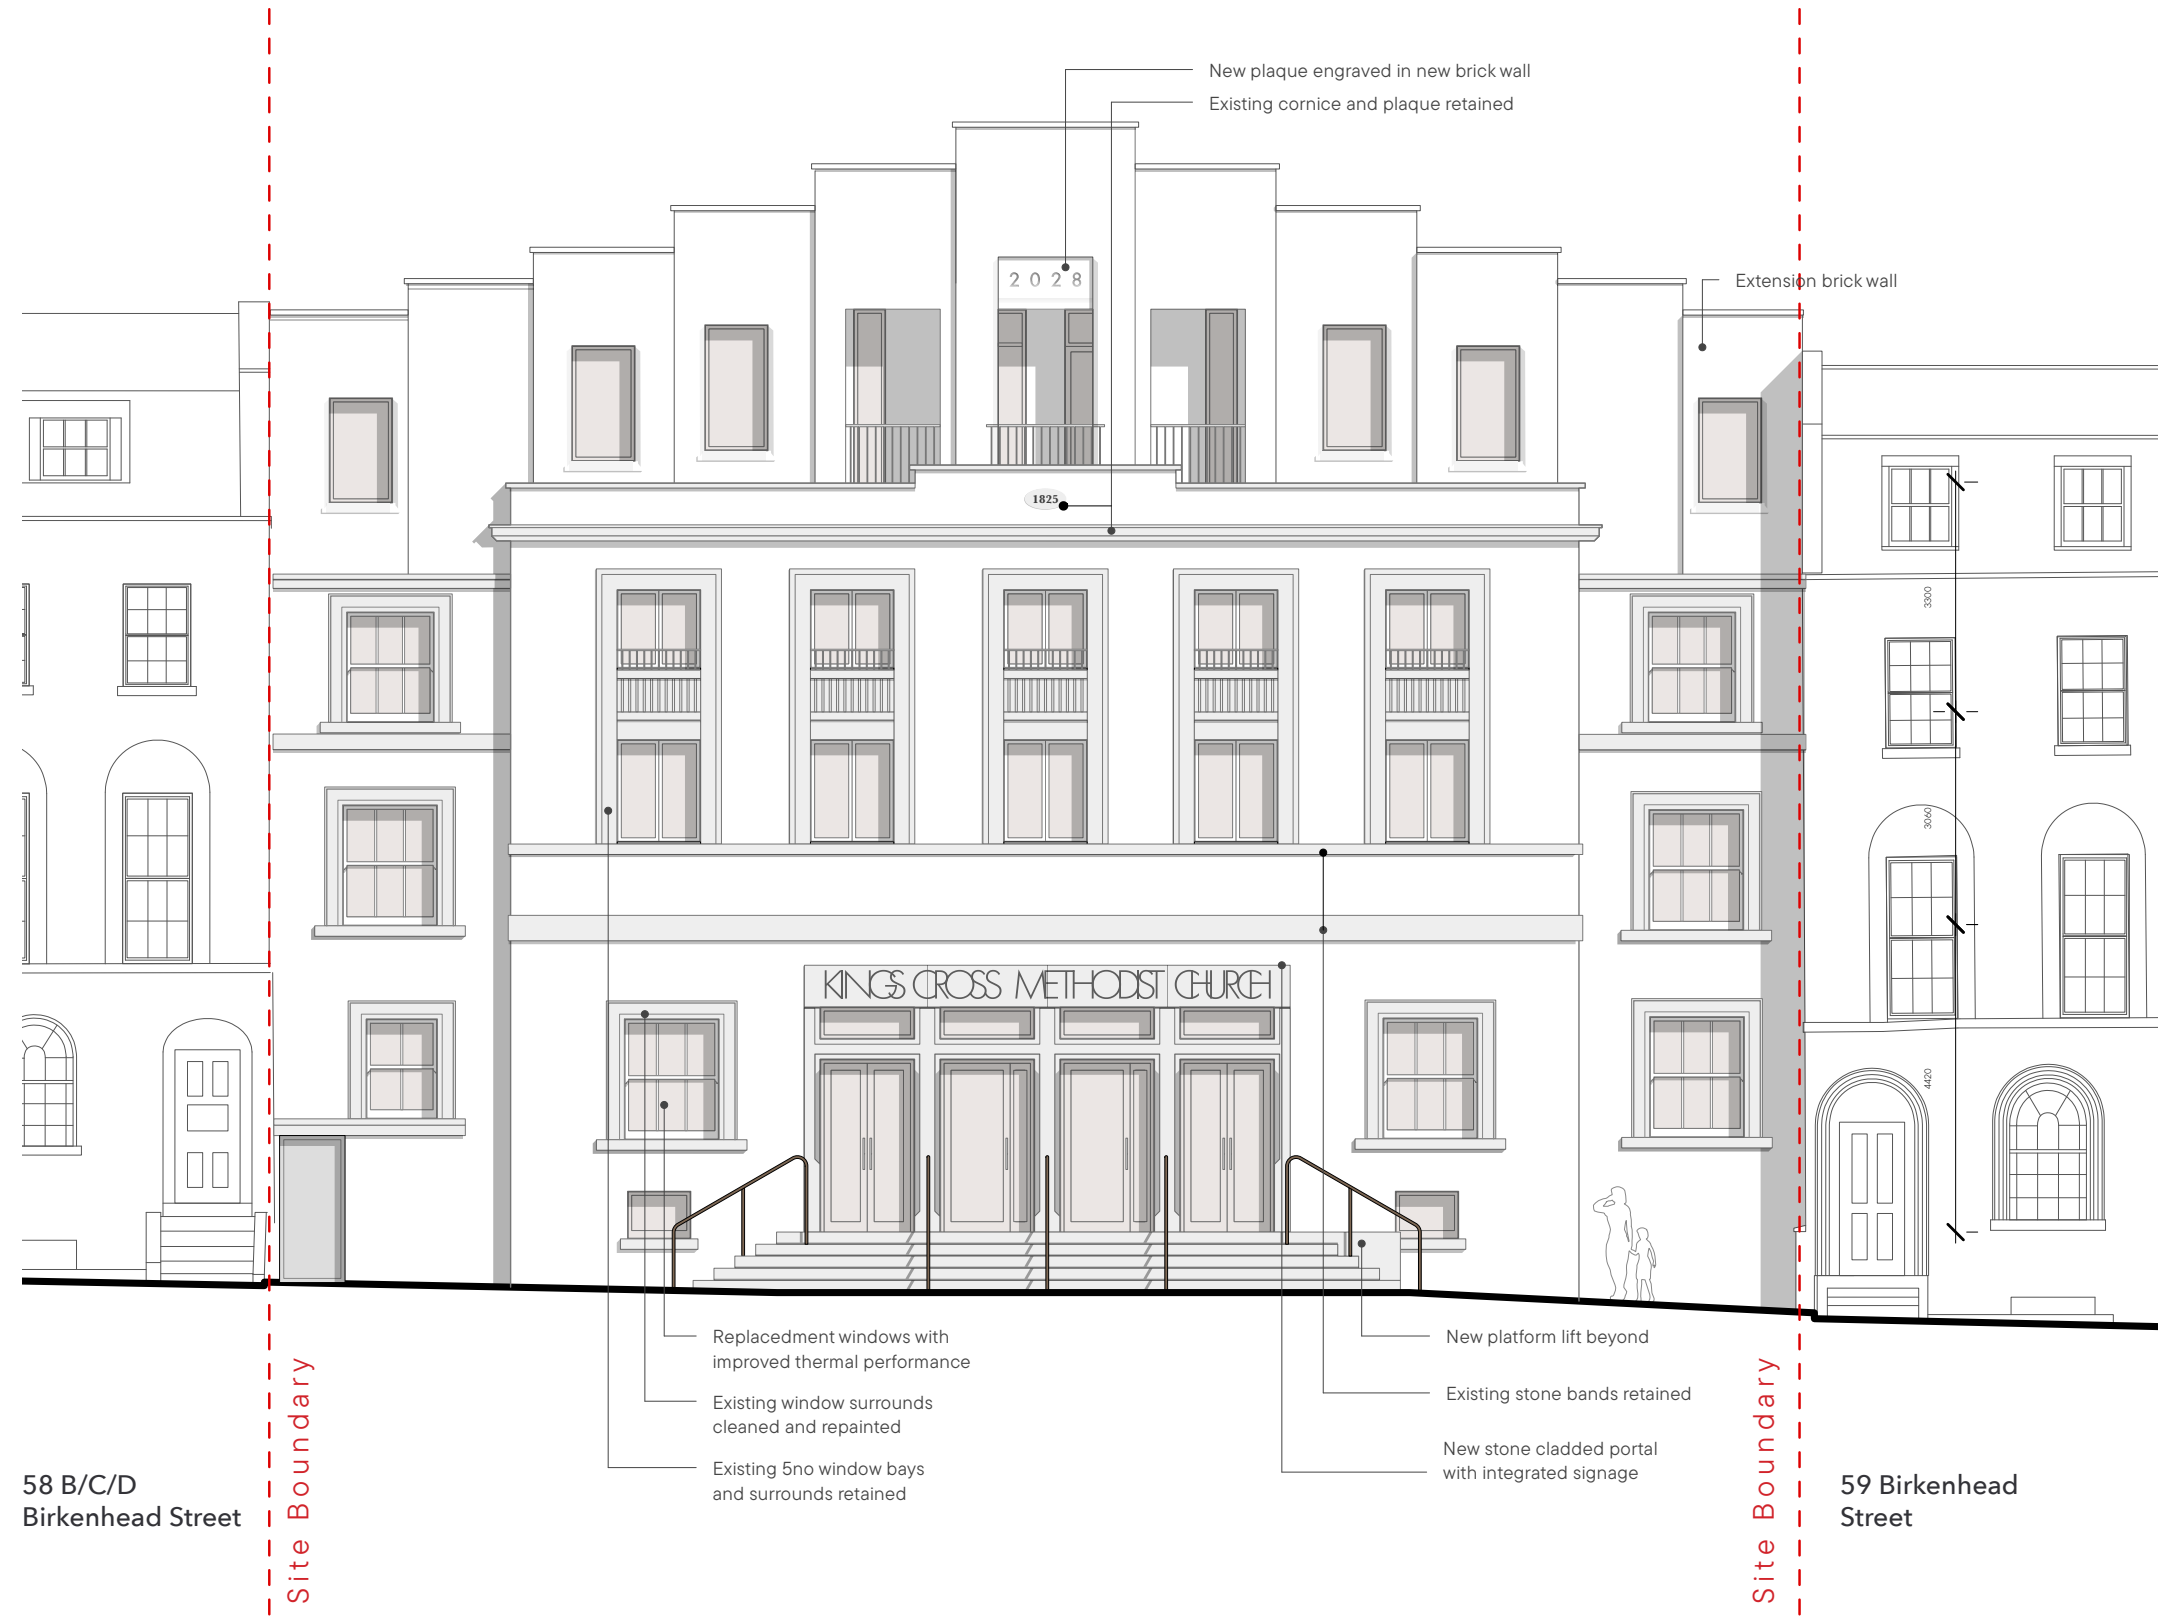 New plaque engraved in new brick wall
Existing cornice and plaque retained
2028
Extension brick wall
1825
3300
3060
4420
KINGS CROSS METHODIST CHURCH
Replacedment windows with
improved thermal performance
Existing window surrounds
cleaned and repainted
Existing 5no window bays
and surrounds retained
New platform lift beyond
Existing stone bands retained
New stone cladded portal
with integrated signage
58 B/C/D
Birkenhead Street
Site Boundary
Site Boundary
59 Birkenhead
Street